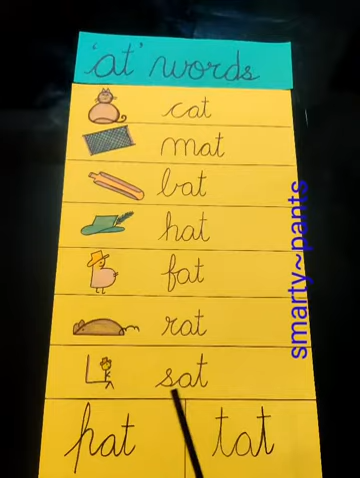 'at' words
cat
mat
bat
hat
fat
rat
sat
pat tat
smarty~pants